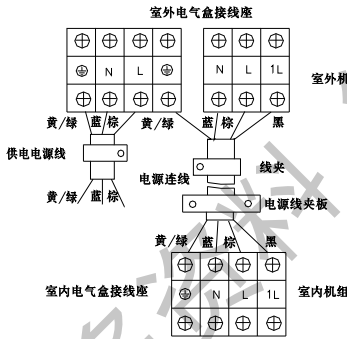 室外电气盒接线座
N L N L 1L
室外机
黄/绿 蓝 棕 黄/绿 蓝 棕 黑
供电电源线
线夹
电源连线
黄/绿 蓝 棕
电源线夹板
黄/绿 蓝 棕 黑
室内电气盒接线座
N L 1L
室内机组
资料